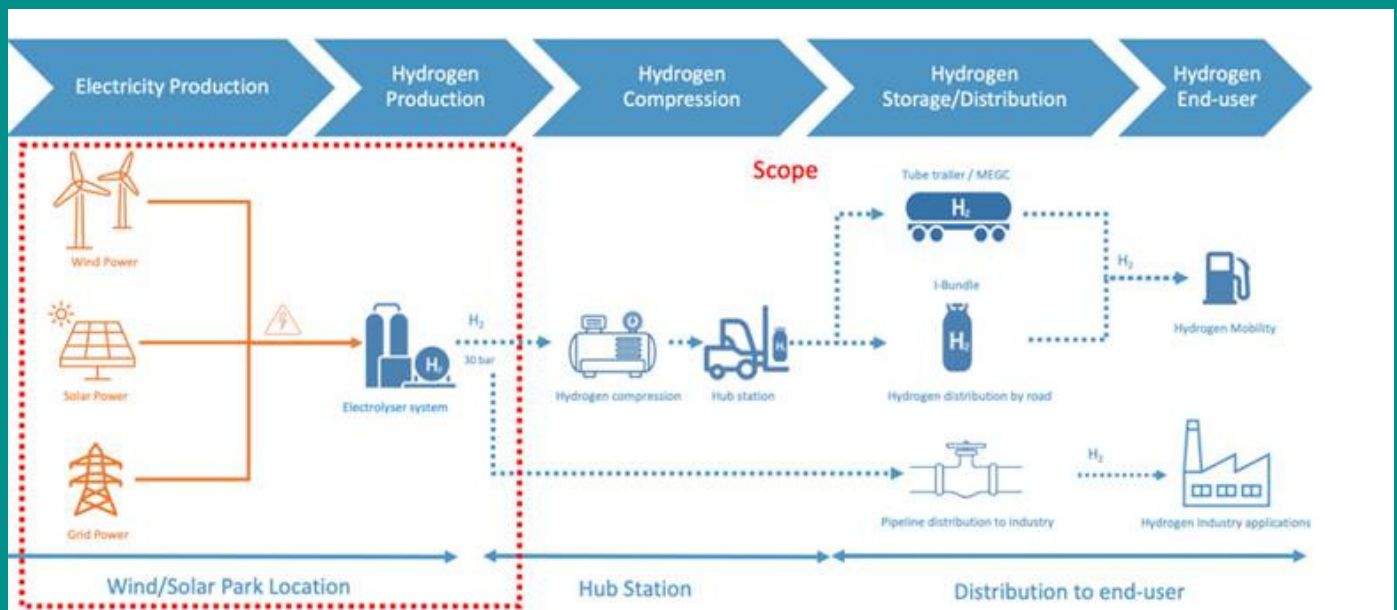 Electricity Production
Hydrogen
Production
Hydrogen
Compression
Hydrogen
Storage/Distribution
Hydrogen
End-user
Scope
Tube trailer / MEGC
H₂
Wind Power
I-Bundle
H₂
H₂
Hydrogen Mobility
H₂
30 bar
H₂
H₂
Solar Power
Electrolyser system
Hydrogen compression
Hub station
Hydrogen distribution by road
H₂
Grid Power
Pipeline distribution to industry
Hydrogen industry applications
Wind/Solar Park Location
Hub Station
Distribution to end-user